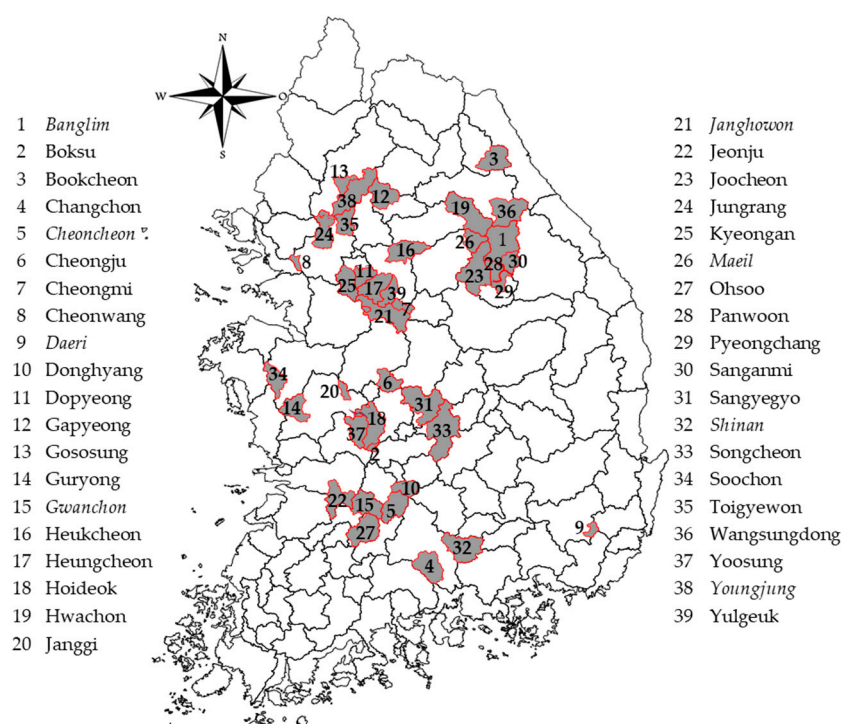 N
W
O
S
1 Banglim
2 Boksu
3 Bookcheon
4 Changchon
5 Cheoncheon
6 Cheongju
7 Cheongmi
8 Cheonwang
9 Daeri
10 Donghyang
11 Dopyeong
12 Gapyeong
13 Gososung
14 Guryong
15 Gwanchon
16 Heukcheon
17 Heungcheon
18 Hoideok
19 Hwachon
20 Janggi
13
12
38
35
24
8
16
11
25
17
39
7
21
3
19
36
26
1
28
30
23
29
34
14
20
6
31
18
37
33
2
10
22
15
5
27
32
4
9
21 Janghowon
22 Jeonju
23 Joocheon
24 Jungrang
25 Kyeongan
26 Maeil
27 Ohsoo
28 Panwoon
29 Pyeongchang
30 Sanganmi
31 Sangyegyo
32 Shinan
33 Songcheon
34 Soochon
35 Toigyewon
36 Wangsungdong
37 Yoosung
38 Youngjung
39 Yulgeuk